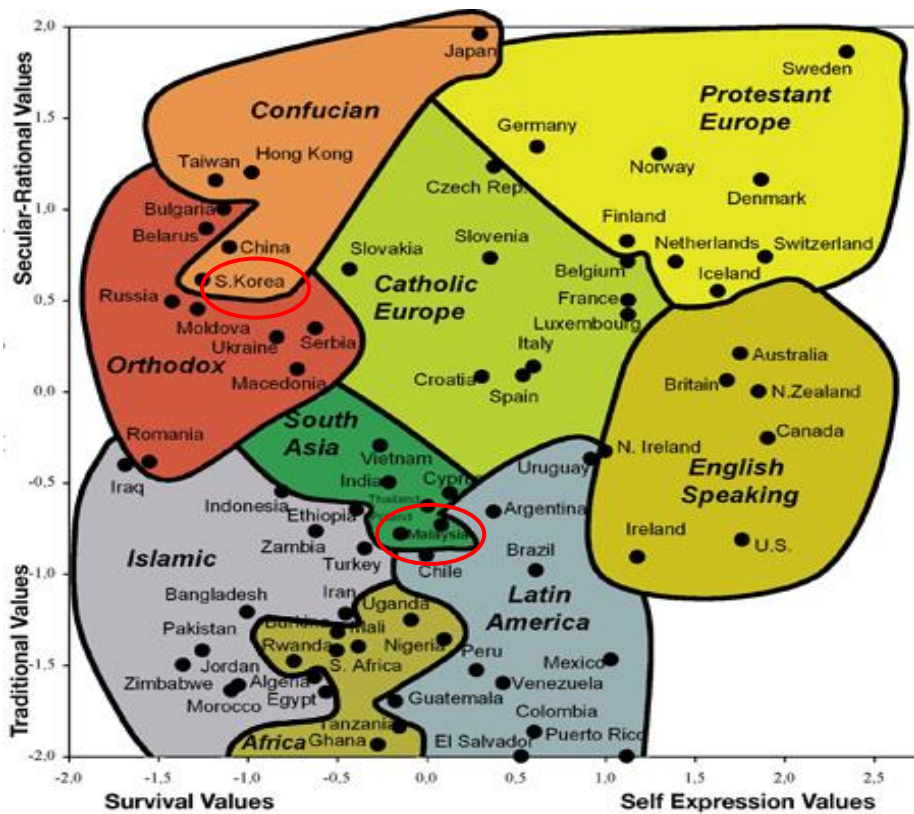 2,0
Japan
Sweden
Protestant
Europe
Confucian
1.5
Germany
Hong Kong
Norway
Taiwan
Czech Rep.
Denmark
1.0
Bulgaria
Belarus
China
Finland
Slovakia
Slovenia
Netherlands
Switzerland
S.Korea
Catholic
Europe
Belgium
Iceland
Russia
0.5
France
Moldova
Luxembourg
Ukraine
Serbia
Italy
Australia
Orthodox
Macedonia
Croatia
Spain
Britain
N.Zealand
0.0
South
Asia
Canada
Romania
Vietnam
N. Ireland
Uruguay
English
Speaking
Iraq
India
-0.5
Indonesia
Thailand
Ethiopia
Argentina
Malaysia
Ireland
U.S.
Zambia
Islamic
Turkey
Chile
Brazil
-1.0
Latin
America
Bangladesh
Iran
Uganda
Mali
Pakistan
Rwanda
Nigeria
S. Africa
Peru
Mexico
-1.5
Jordan
Zimbabwe
Algeria
Venezuela
Morocco
Egypt
Guatemala
Colombia
Tanzania
Africa
Ghana
El Salvador
Puerto Rico
-2.0
-2,0
-1,5
-1,0
-0,5
0,0
0,5
1.0
1,5
2,0
2,5
Survival Values
Self Expression Values
Traditional Values
Secular-Rational Values